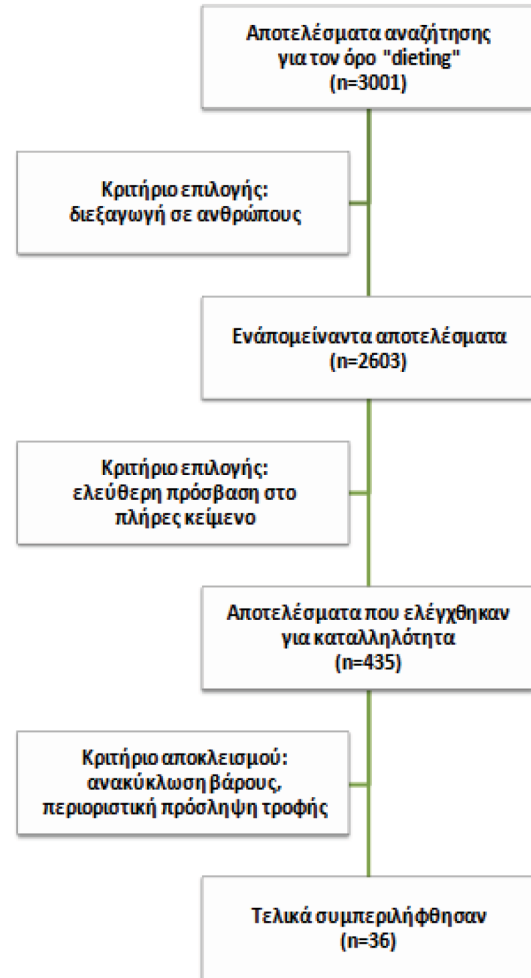 Αποτελέσματα αναζήτησης
για τον όρο "dieting"
(n=3001)
Κριτήριο επιλογής:
διεξαγωγή σε ανθρώπους
Ενάπομείναντα αποτελέσματα
(n=2603)
Κριτήριο επιλογής:
ελεύθερη πρόσβαση στο
πλήρες κείμενο
Αποτελέσματα που ελέγχθηκαν
για καταλληλότητα
(n=435)
Κριτήριο αποκλεισμού:
ανακύκλωση βάρους,
περιοριστική πρόσληψη τροφής
Τελικά συμπεριλήφθησαν
(n=36)